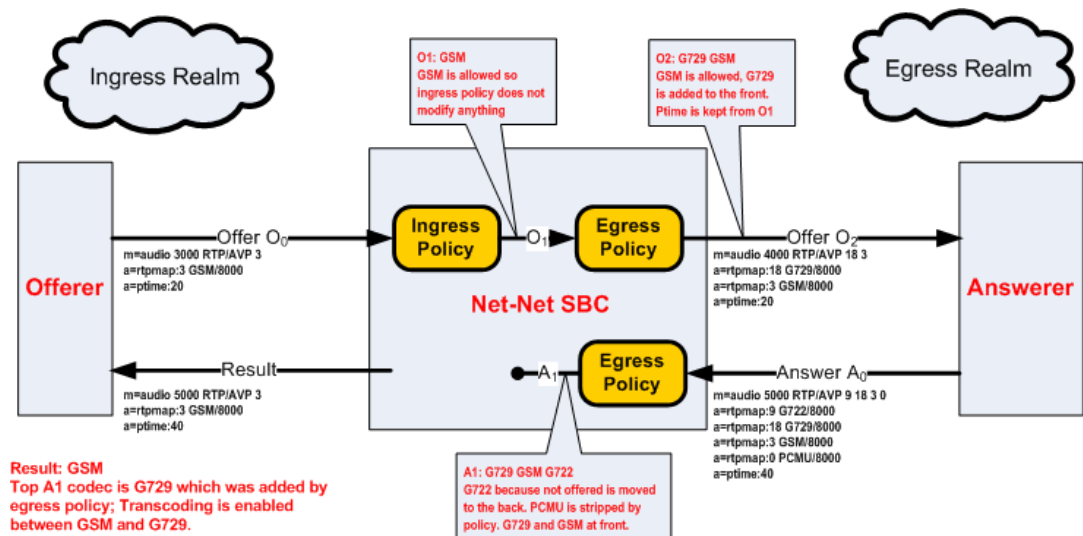 Ingress Realm
O1: GSM
GSM is allowed so
ingress policy does not
modify anything
O2: G729 GSM
GSM is allowed, G729
is added to the front.
Ptime is kept from O1
Egress Realm
Offerer
Offer O0
m=audio 3000 RTP/AVP 3
a=rtpmap:3 GSM/8000
a=ptime:20
Ingress
Policy
O1
Egress
Policy
Offer O2
m=audio 4000 RTP/AVP 18 3
a=rtpmap:18 G729/8000
a=rtpmap:3 GSM/8000
a=ptime:20
Net-Net SBC
Answerer
Result
m=audio 5000 RTP/AVP 3
a=rtpmap:3 GSM/8000
a=ptime:40
A1
Egress
Policy
Answer A0
m=audio 5000 RTP/AVP 9 18 3 0
a=rtpmap:9 G722/8000
a=rtpmap:18 G729/8000
a=rtpmap:3 GSM/8000
a=rtpmap:0 PCMU/8000
a=ptime:40
Result: GSM
Top A1 codec is G729 which was added by
egress policy; Transcoding is enabled
between GSM and G729.
A1: G729 GSM G722
G722 because not offered is moved
to the back. PCMU is stripped by
policy. G729 and GSM at front.